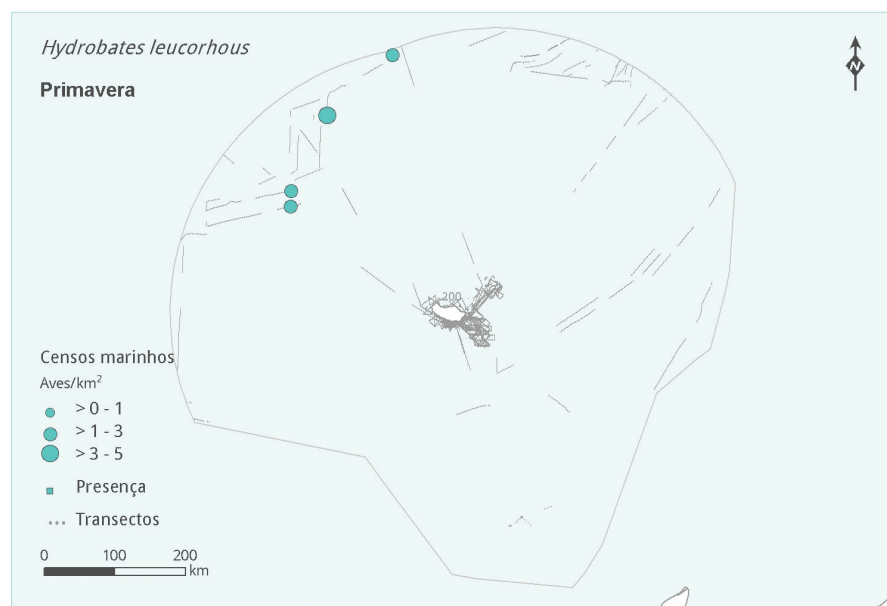 Hydrobates leucorhous
Primavera
N
200
Censos marinhos
Aves/km²
> 0 - 1
> 1 - 3
> 3 - 5
Presença
Transectos
0 100 200
km